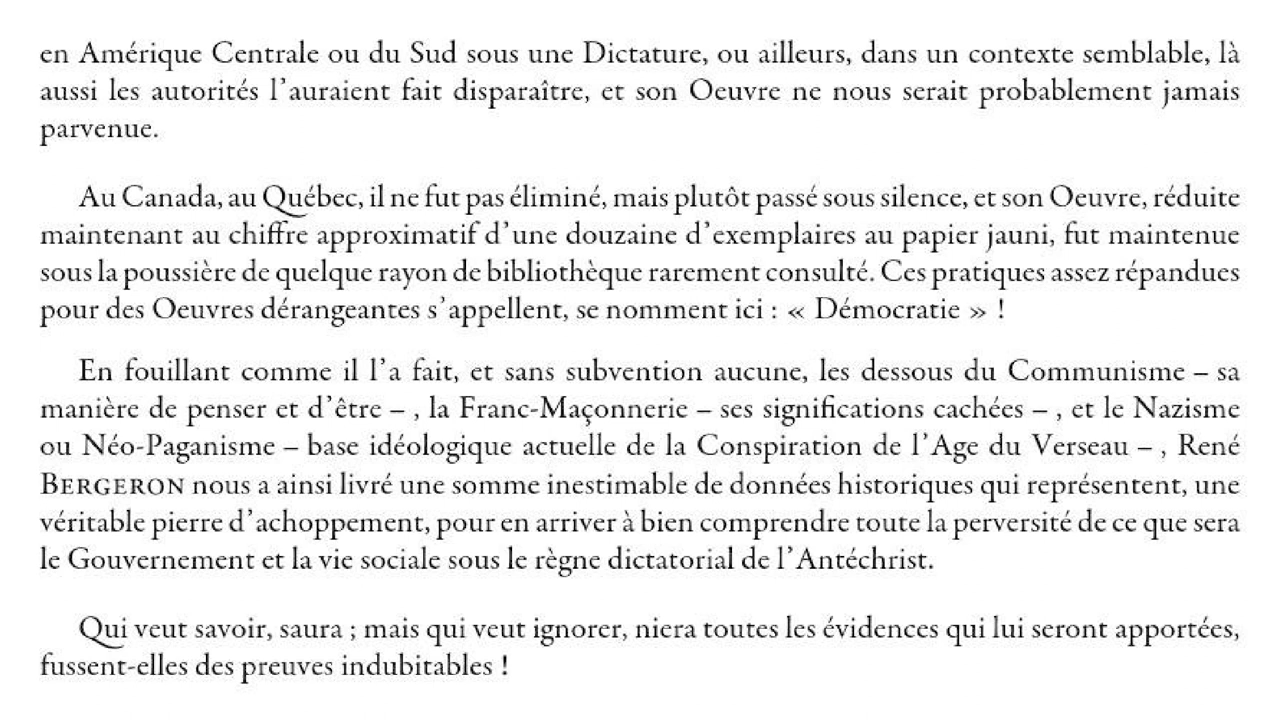 en Amérique Centrale ou du Sud sous une Dictature, ou ailleurs, dans un contexte semblable, là
aussi les autorités l’auraient fait disparaître, et son Oeuvre ne nous serait probablement jamais
parvenue.
Au Canada, au Québec, il ne fut pas éliminé, mais plutôt passé sous silence, et son Oeuvre, réduite
maintenant au chiffre approximatif d’une douzaine d’exemplaires au papier jauni, fut maintenue
sous la poussière de quelque rayon de bibliothèque rarement consulté. Ces pratiques assez répandues
pour des Oeuvres dérangeantes s’appellent, se nomment ici : « Démocratie » !
En fouillant comme il l’a fait, et sans subvention aucune, les dessous du Communisme – sa
manière de penser et d’être – , la Franc-Maçonnerie – ses significations cachées – , et le Nazisme
ou Néo-Paganisme – base idéologique actuelle de la Conspiration de l’Age du Verseau – , René
BERGERON nous a ainsi livré une somme inestimable de données historiques qui représentent, une
véritable pierre d’achoppement, pour en arriver à bien comprendre toute la perversité de ce que sera
le Gouvernement et la vie sociale sous le règne dictatorial de l’Antéchrist.
Qui veut savoir, saura ; mais qui veut ignorer, niera toutes les évidences qui lui seront apportées,
fussent-elles des preuves indubitables !